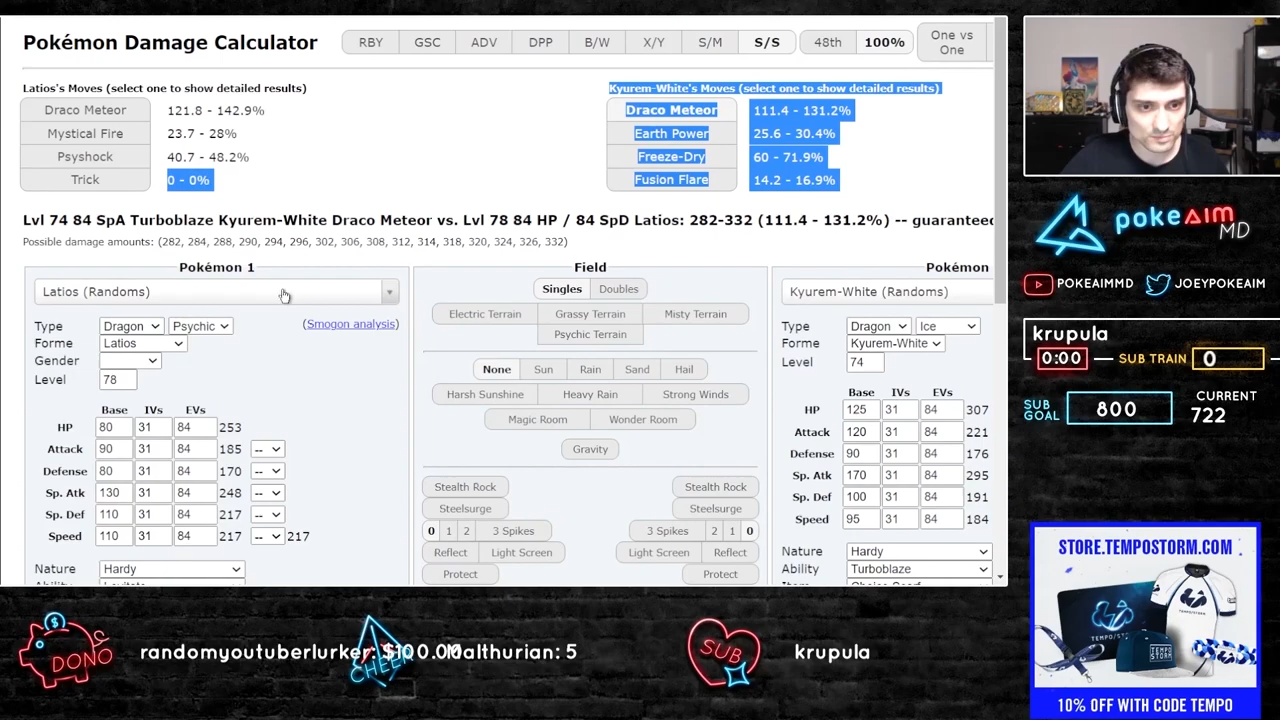 Pokémon Damage Calculator
RBY GSC ADV DPP B/W X/Y S/M S/S 48th 100% One vs One
Latios's Moves (select one to show detailed results)
Draco Meteor 121.8 - 142.9%
Mystical Fire 23.7 - 28%
Psyshock 40.7 - 48.2%
Trick 0 - 0%
Kyurem-White's Moves (select one to show detailed results)
Draco Meteor 111.4 - 131.2%
Earth Power 25.6 - 30.4%
Freeze-Dry 60 - 71.9%
Fusion Flare 14.2 - 16.9%
Lvl 74 84 SpA Turboblaze Kyurem-White Draco Meteor vs. Lvl 78 84 HP / 84 SpD Latios: 282-332 (111.4 - 131.2%) -- guaranteed
Possible damage amounts: (282, 284, 288, 290, 294, 296, 302, 306, 308, 312, 314, 318, 320, 324, 326, 332)
Pokémon 1
Latios (Randoms)
Type Dragon Psychic (Smogon analysis)
Forme Latios
Gender
Level 78
Base IVs EVs
HP 80 31 84 253
Attack 90 31 84 185 --
Defense 80 31 84 170 --
Sp. Atk 130 31 84 248 --
Sp. Def 110 31 84 217 --
Speed 110 31 84 217 -- 217
Nature Hardy
Field
Singles Doubles
Electric Terrain Grassy Terrain Misty Terrain
Psychic Terrain
None Sun Rain Sand Hail
Harsh Sunshine Heavy Rain Strong Winds
Magic Room Wonder Room
Gravity
Stealth Rock Stealth Rock
Steelsurge Steelsurge
0 1 2 3 Spikes 3 Spikes 2 1 0
Reflect Light Screen Light Screen Reflect
Protect Protect
Pokémon
Kyurem-White (Randoms)
Type Dragon Ice
Forme Kyurem-White
Level 74
Base IVs EVs
HP 125 31 84 307
Attack 120 31 84 221
Defense 90 31 84 176
Sp. Atk 170 31 84 295
Sp. Def 100 31 84 191
Speed 95 31 84 184
Nature Hardy
Ability Turboblaze
pokeAIM
MD
POKEAIMMD JOEYPOKEAIM
krupula
0:00 SUB TRAIN 0
SUB GOAL 800 CURRENT 722
STORE.TEMPOSTORM.COM
TEMPO/STORM
TEMPO STORM
10% OFF WITH CODE TEMPO
DONO randomyoutuberlurker: $100.00
CHEER Malthurian: 5
SUB krupula